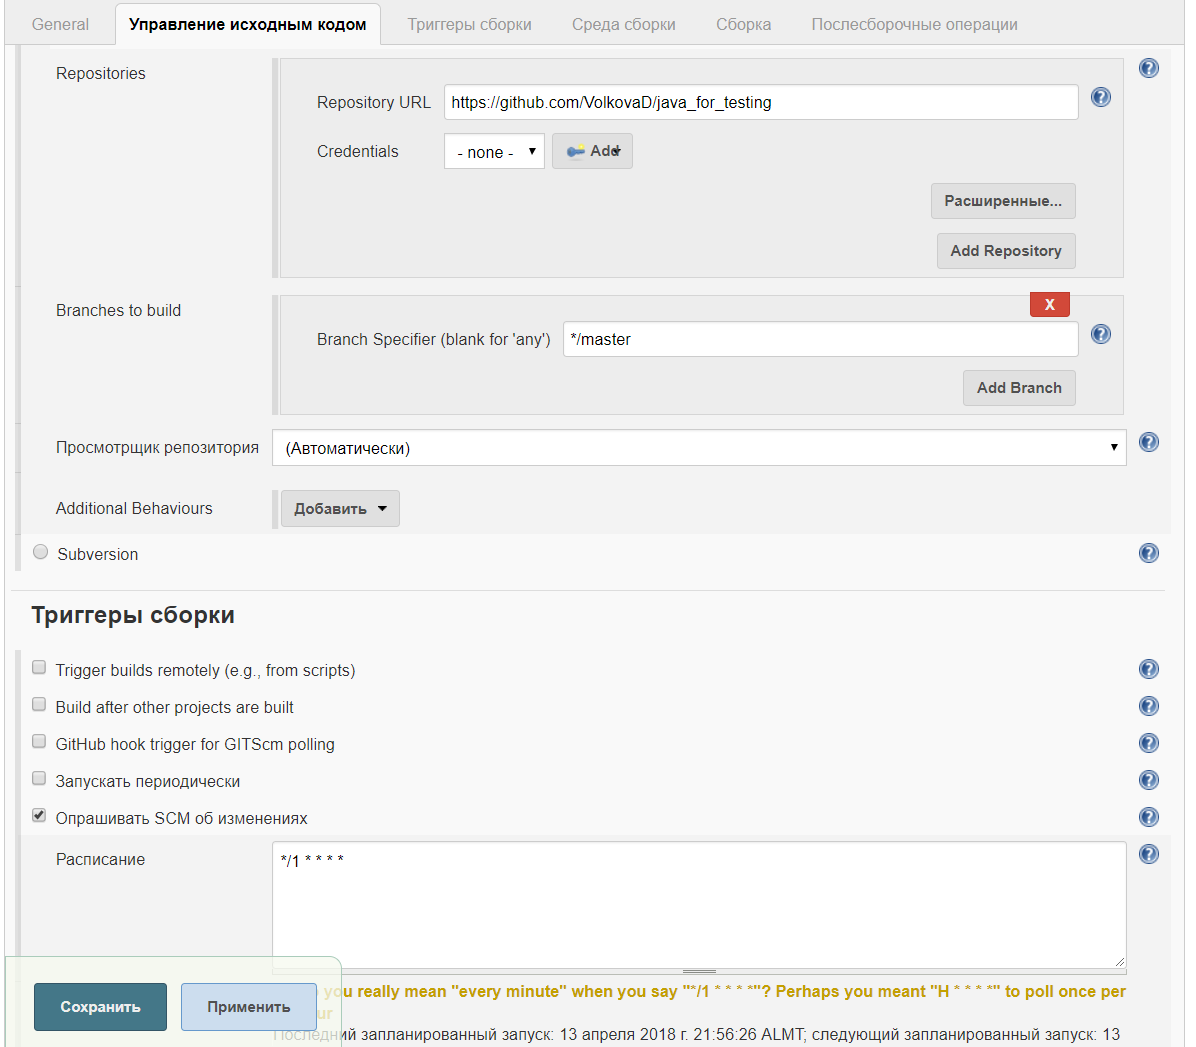 General Управление исходным кодом Триггеры сборки Среда сборки Сборка Послесборочные операции
Repositories
Repository URL https://github.com/VolkovaD/java_for_testing
Credentials - none - Add
Расширенные...
Add Repository
Branches to build
X
Branch Specifier (blank for 'any') */master
Add Branch
Просмотрщик репозитория (Автоматически)
Additional Behaviours Добавить
Subversion
Триггеры сборки
Trigger builds remotely (e.g., from scripts)
Build after other projects are built
GitHub hook trigger for GITScm polling
Запускать периодически
Опрашивать SCM об изменениях
Расписание */1 * * * *
you really mean "every minute" when you say "*/1 * * * *"? Perhaps you meant "H * * * *" to poll once per
Сохранить Применить
Последний запланированный запуск: 13 апреля 2018 г. 21:56:26 ALMT; следующий запланированный запуск: 13